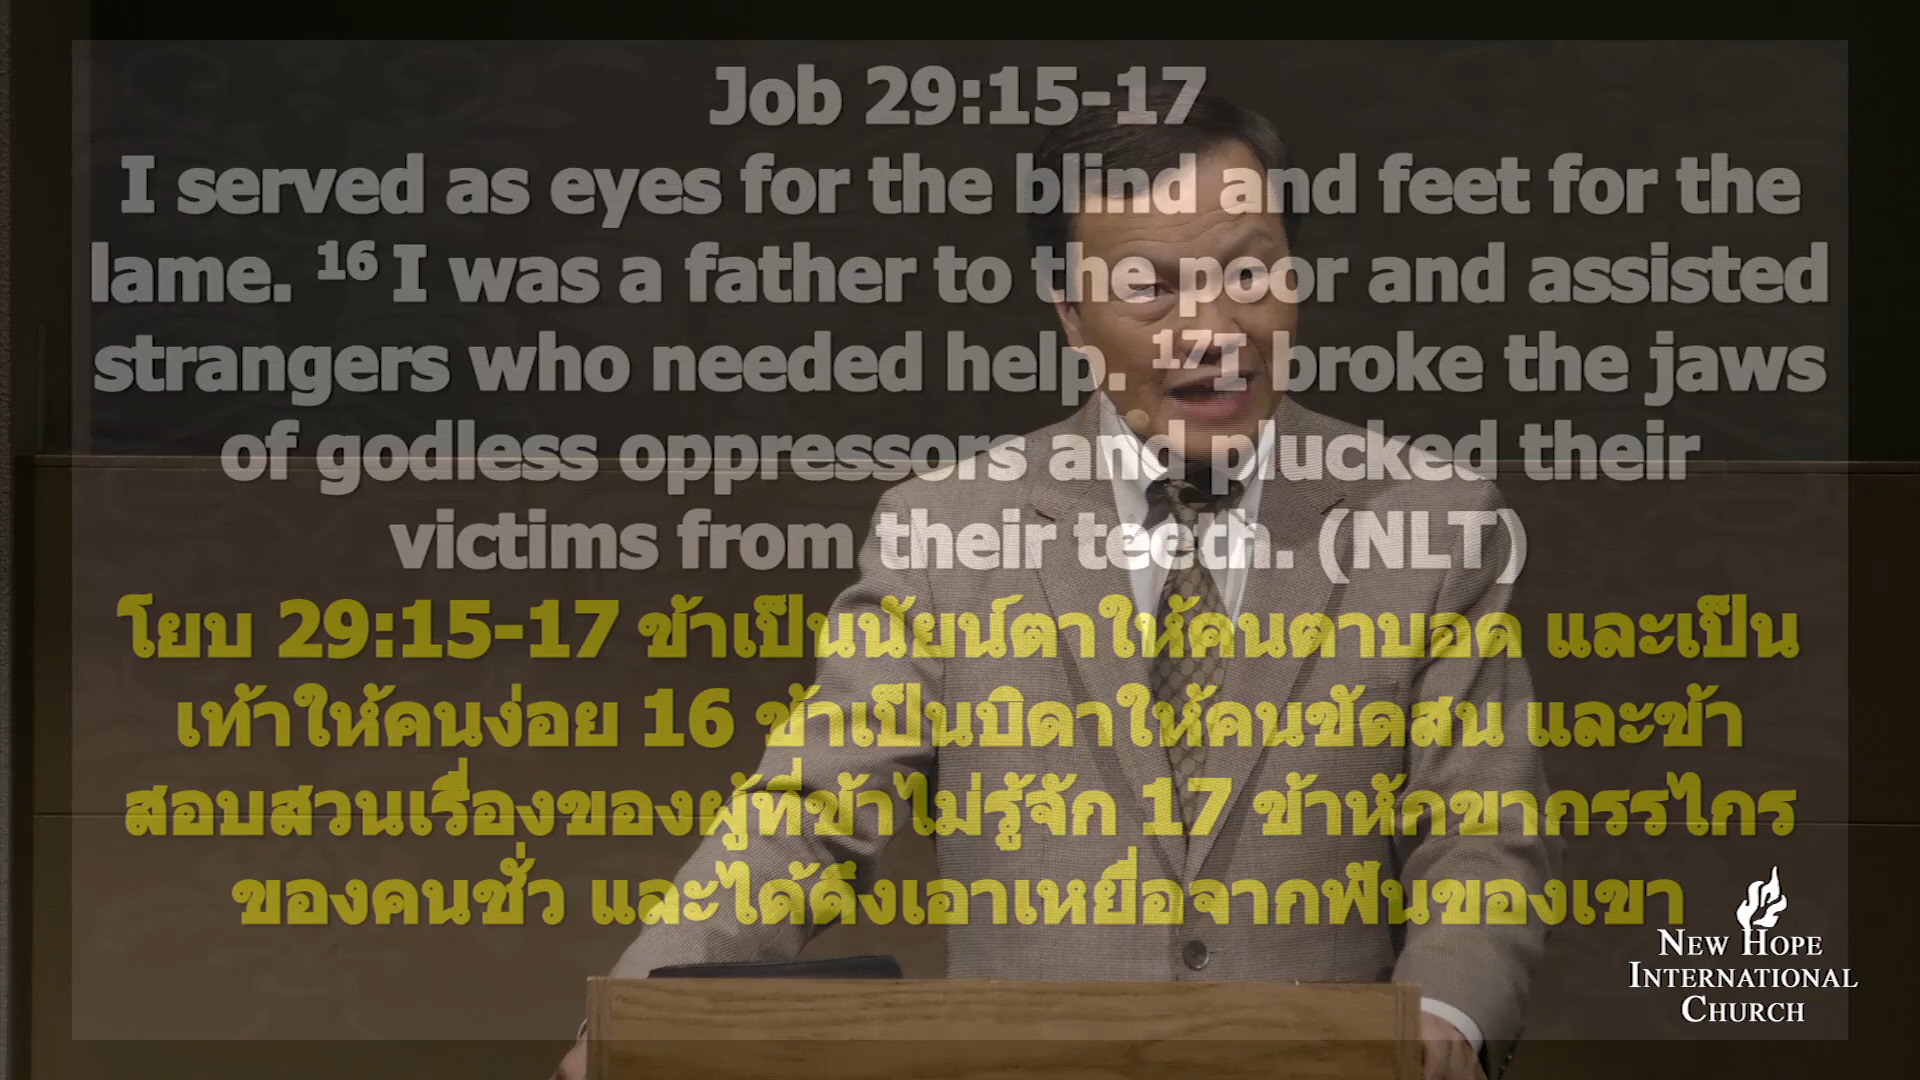 Job 29:15-17
I served as eyes for the blind and feet for the
lame. ¹⁶ I was a father to the poor and assisted
strangers who needed help. ¹⁷I broke the jaws
of godless oppressors and plucked their
victims from their teeth. (NLT)
โยบ 29:15-17 ข้าเป็นนัยน์ตาให้คนตาบอด และเป็น
เท้าให้คนง่อย 16 ข้าเป็นบิดาให้คนขัดสน และข้า
สอบสวนเรื่องของผู้ที่ข้าไม่รู้จัก 17 ข้าหักขากรรไกร
ของคนชั่ว และได้ดึงเอาเหยื่อจากฟันของเขา
NEW HOPE
INTERNATIONAL
CHURCH